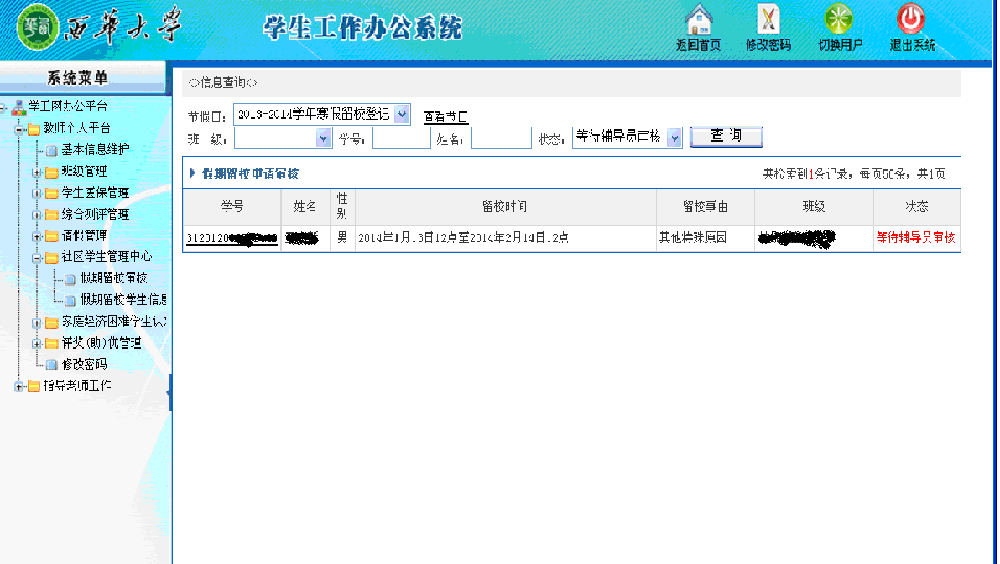 西华大学
学生工作办公系统
返回首页 修改密码 切换用户 退出系统
系统菜单
学工网办公平台
教师个人平台
基本信息维护
班级管理
学生医保管理
综合测评管理
请假管理
社区学生管理中心
假期留校审核
假期留校学生信息
家庭经济困难学生认定
评奖(助)优管理
修改密码
指导老师工作
<>信息查询<>
节假日: 2013-2014学年寒假留校登记 查看节日
班 级: 学号: 姓名: 状态: 等待辅导员审核 查 询
假期留校申请审核 共检索到1条记录，每页50条，共1页
学号 姓名 性别 留校时间 留校事由 班级 状态
3120120 男 2014年1月13日12点至2014年2月14日12点 其他特殊原因 等待辅导员审核